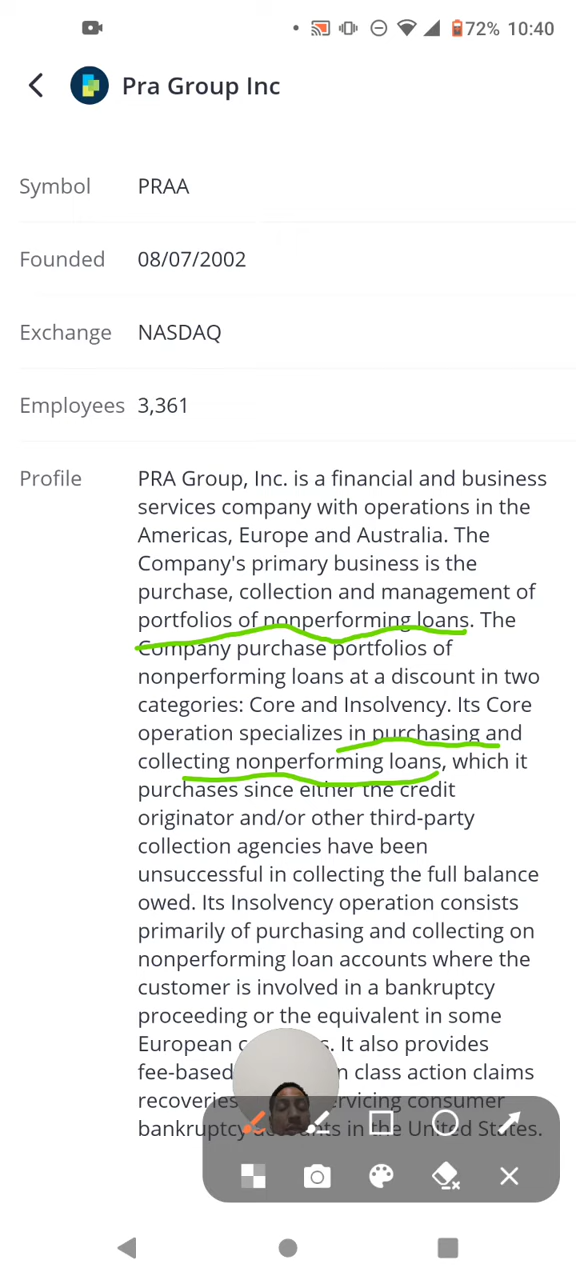 72% 10:40
Pra Group Inc
Symbol PRAA
Founded 08/07/2002
Exchange NASDAQ
Employees 3,361
Profile PRA Group, Inc. is a financial and business
services company with operations in the
Americas, Europe and Australia. The
Company's primary business is the
purchase, collection and management of
portfolios of nonperforming loans. The
Company purchase portfolios of
nonperforming loans at a discount in two
categories: Core and Insolvency. Its Core
operation specializes in purchasing and
collecting nonperforming loans, which it
purchases since either the credit
originator and/or other third-party
collection agencies have been
unsuccessful in collecting the full balance
owed. Its Insolvency operation consists
primarily of purchasing and collecting on
nonperforming loan accounts where the
customer is involved in a bankruptcy
proceeding or the equivalent in some
European It also provides
fee-based class action claims
recoveries consumer
bankruptcy in the United States.